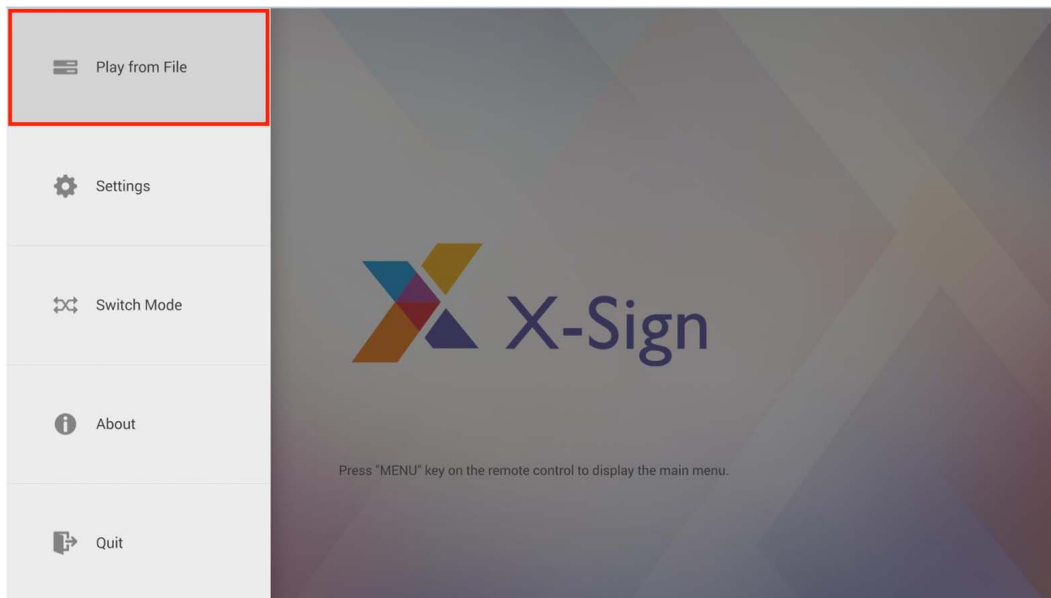 Play from File
Settings
Switch Mode
About
Quit
X-Sign
Press "MENU" key on the remote control to display the main menu.